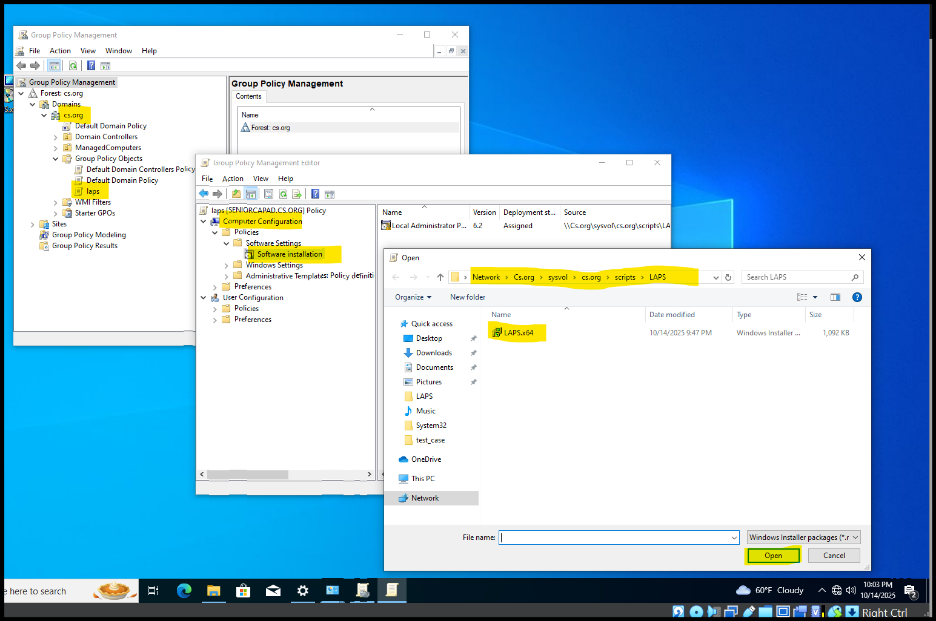 Group Policy Management
File Action View Window Help
Group Policy Management
Forest: cs.org
Domains
cs.org
Default Domain Policy
Domain Controllers
ManagedComputers
Group Policy Objects
Default Domain Controllers Policy
Default Domain Policy
laps
WMI Filters
Starter GPOs
Sites
Group Policy Modeling
Group Policy Results
Group Policy Management
Contents
Name
Forest: cs.org
Group Policy Management Editor
File Action View Help
laps [SENIORCAPAD.CS.ORG] Policy
Computer Configuration
Policies
Software Settings
Software installation
Windows Settings
Administrative Templates: Policy definiti
Preferences
User Configuration
Policies
Preferences
Name Version Deployment st... Source
Local Administrator P... 6.2 Assigned \\Cs.org\sysvol\cs.org\scripts\LA
Open
Network > Cs.org > sysvol > cs.org > scripts > LAPS
Search LAPS
Organize New folder
Name Date modified Type Size
LAPS.x64 10/14/2025 9:47 PM Windows Installer ... 1,092 KB
Quick access
Desktop
Downloads
Documents
Pictures
LAPS
Music
System32
test_case
OneDrive
This PC
Network
File name:
Windows Installer packages (*.r
Open Cancel
e here to search
60°F Cloudy
10:03 PM
10/14/2025
2
Right Ctrl